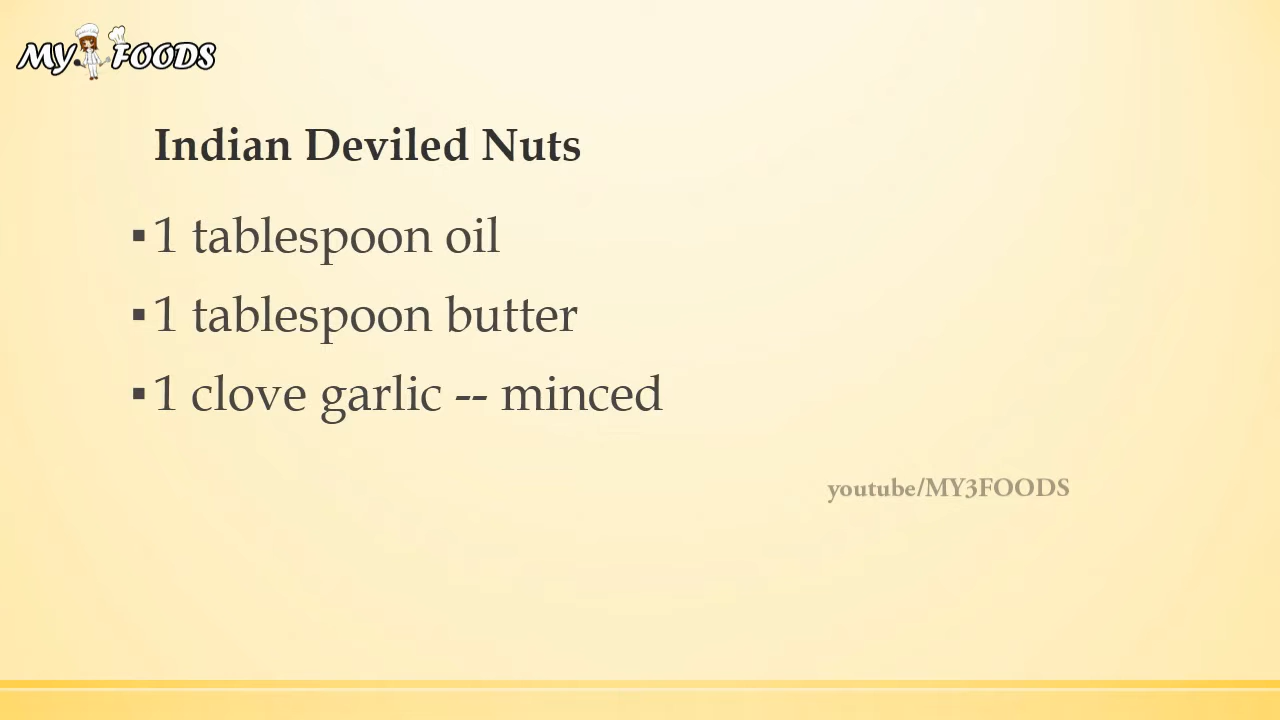 MY FOODS
Indian Deviled Nuts
▪1 tablespoon oil
▪1 tablespoon butter
▪1 clove garlic -- minced
youtube/MY3FOODS